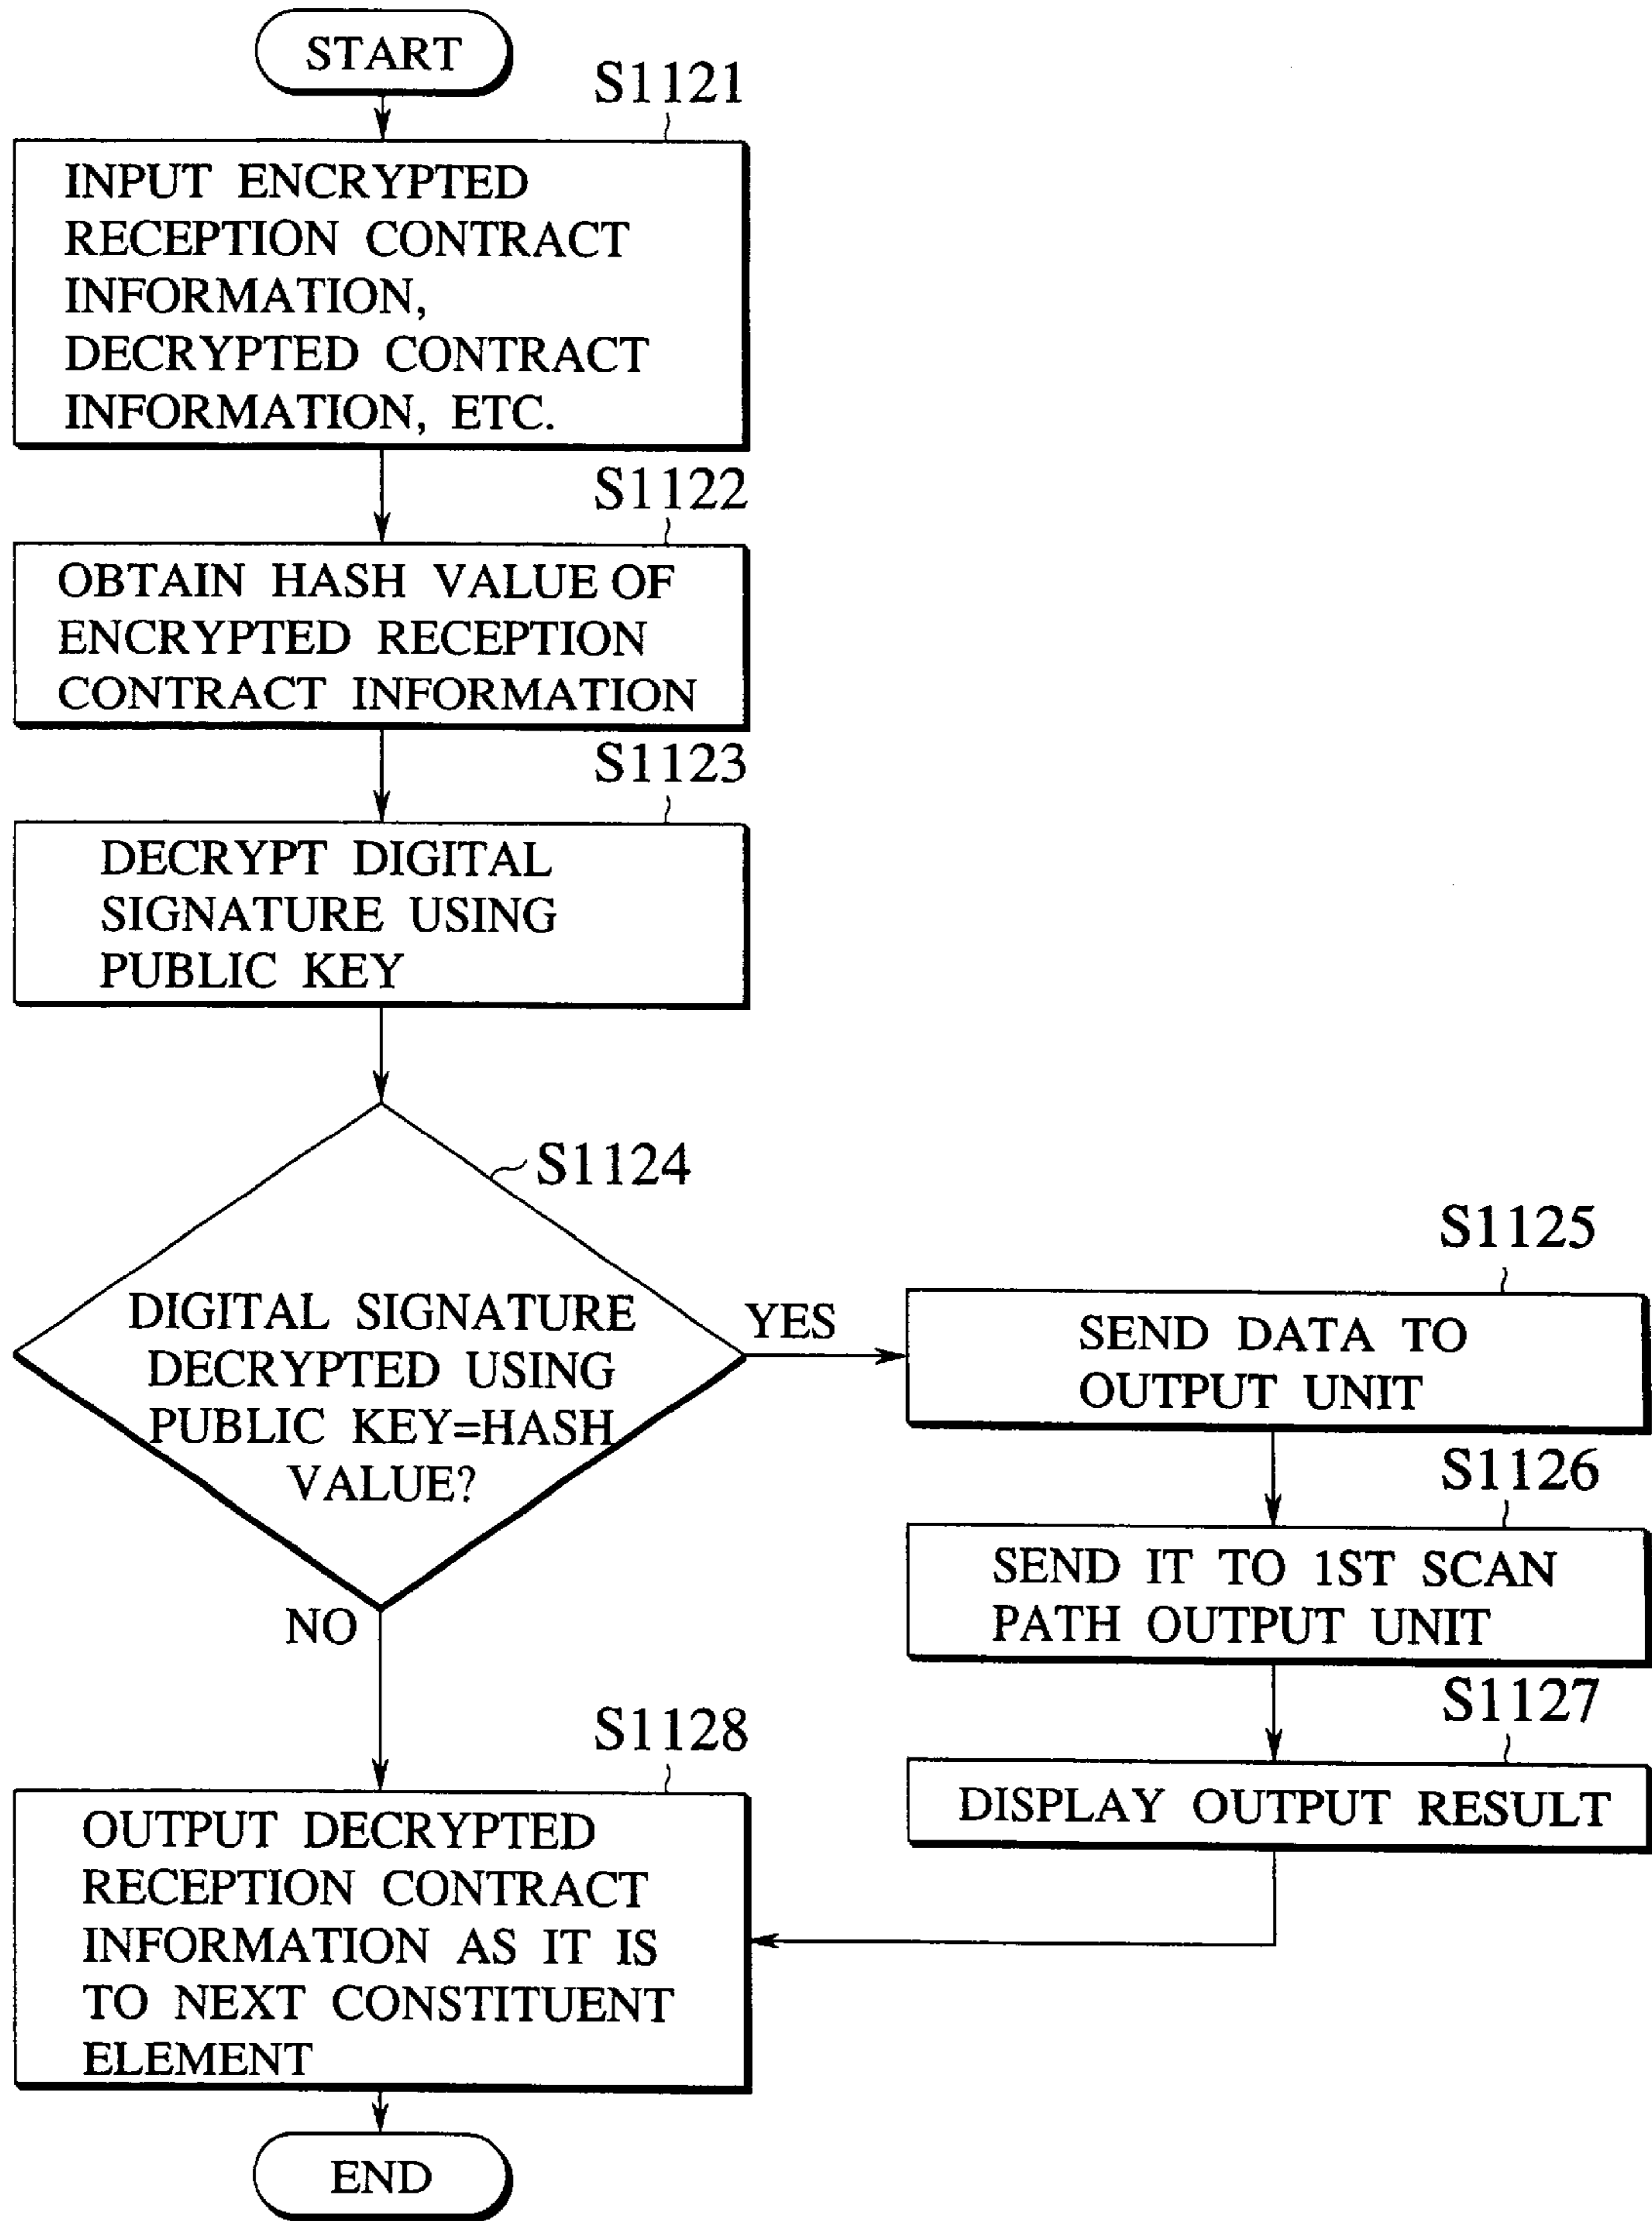 START
S1121
INPUT ENCRYPTED
RECEPTION CONTRACT
INFORMATION,
DECRYPTED CONTRACT
INFORMATION, ETC.
S1122
OBTAIN HASH VALUE OF
ENCRYPTED RECEPTION
CONTRACT INFORMATION
S1123
DECRYPT DIGITAL
SIGNATURE USING
PUBLIC KEY
S1124
DIGITAL SIGNATURE
DECRYPTED USING
PUBLIC KEY=HASH
VALUE?
YES
S1125
SEND DATA TO
OUTPUT UNIT
S1126
SEND IT TO 1ST SCAN
PATH OUTPUT UNIT
S1127
DISPLAY OUTPUT RESULT
NO
S1128
OUTPUT DECRYPTED
RECEPTION CONTRACT
INFORMATION AS IT IS
TO NEXT CONSTITUENT
ELEMENT
END